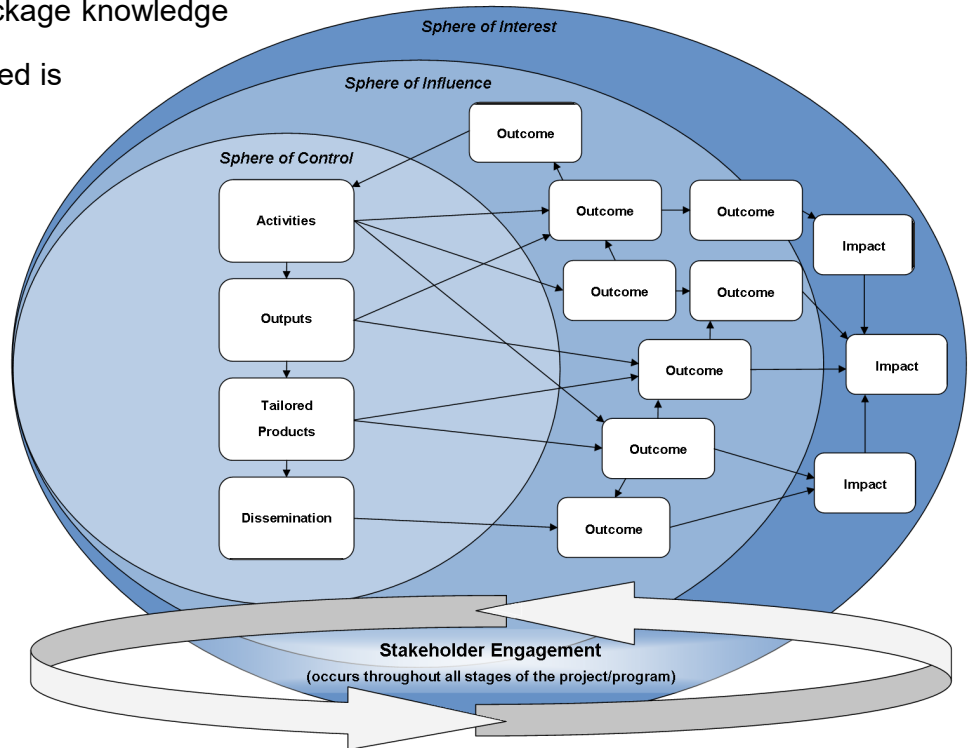 ckage knowledge
ed is
Sphere of Interest
Sphere of Influence
Sphere of Control
Outcome
Activities
Outcome
Outcome
Impact
Outcome
Outcome
Outputs
Outcome
Impact
Tailored
Products
Outcome
Impact
Dissemination
Outcome
Stakeholder Engagement
(occurs throughout all stages of the project/program)